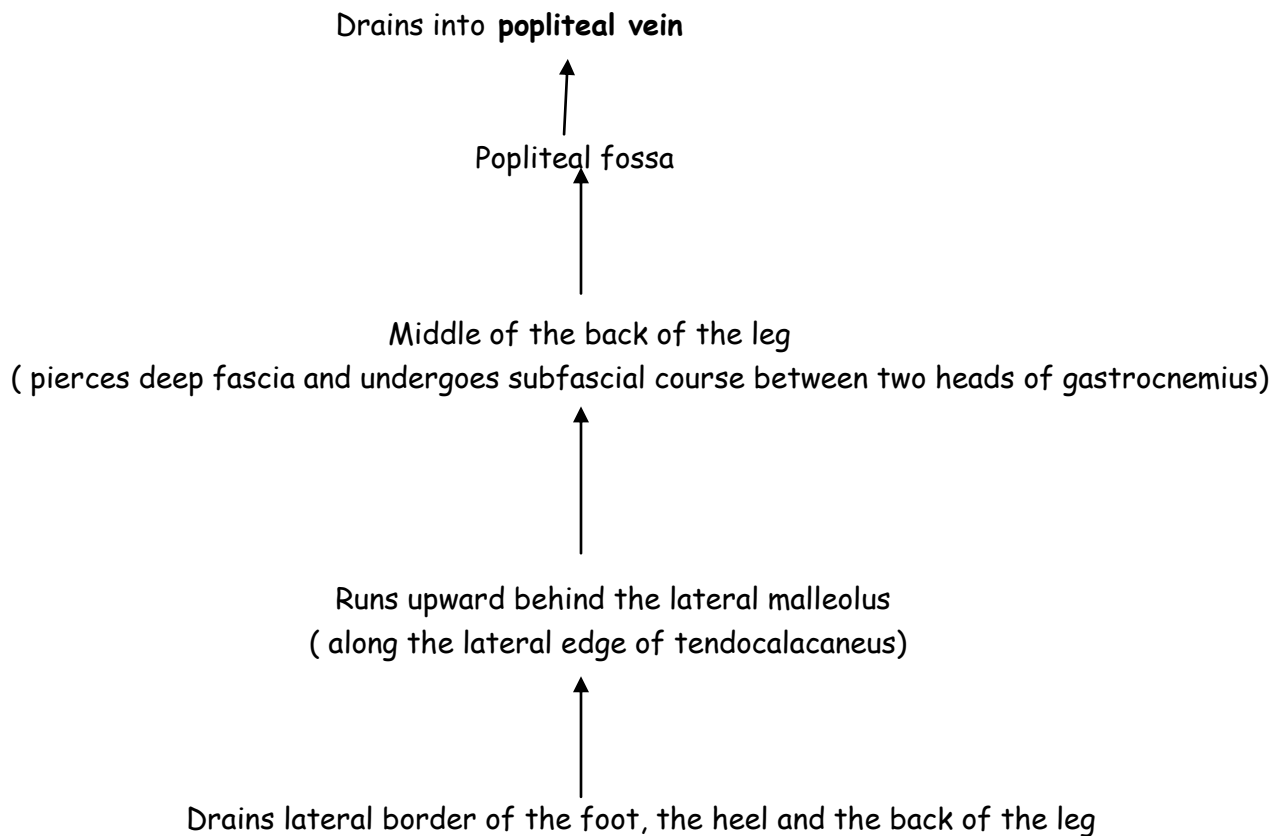 Drains into popliteal vein
Popliteal fossa
Middle of the back of the leg
( pierces deep fascia and undergoes subfascial course between two heads of gastrocnemius)
Runs upward behind the lateral malleolus
( along the lateral edge of tendocalacaneus)
Drains lateral border of the foot, the heel and the back of the leg